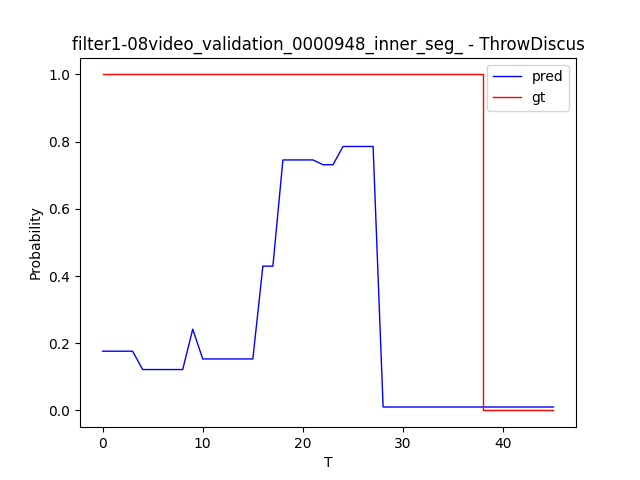 filter1-08video_validation_0000948_inner_seg_ - ThrowDiscus
pred
gt
Probability
1.0
0.8
0.6
0.4
0.2
0.0
0
10
20
30
40
T